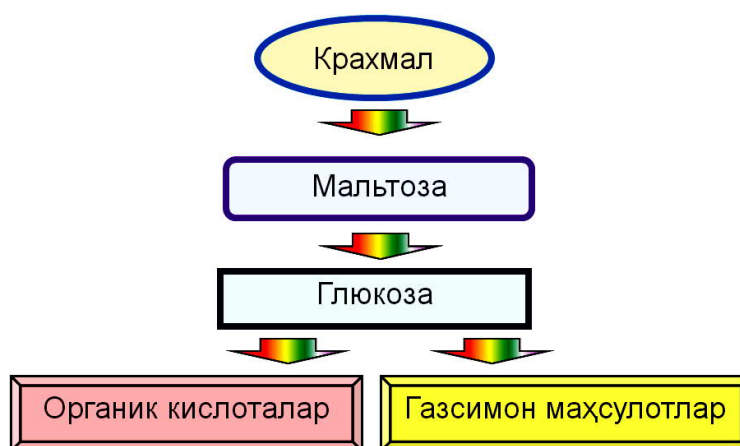 Крахмал
Мальтоза
Глюкоза
Органик кислоталар
Газсимон маҳсулотлар